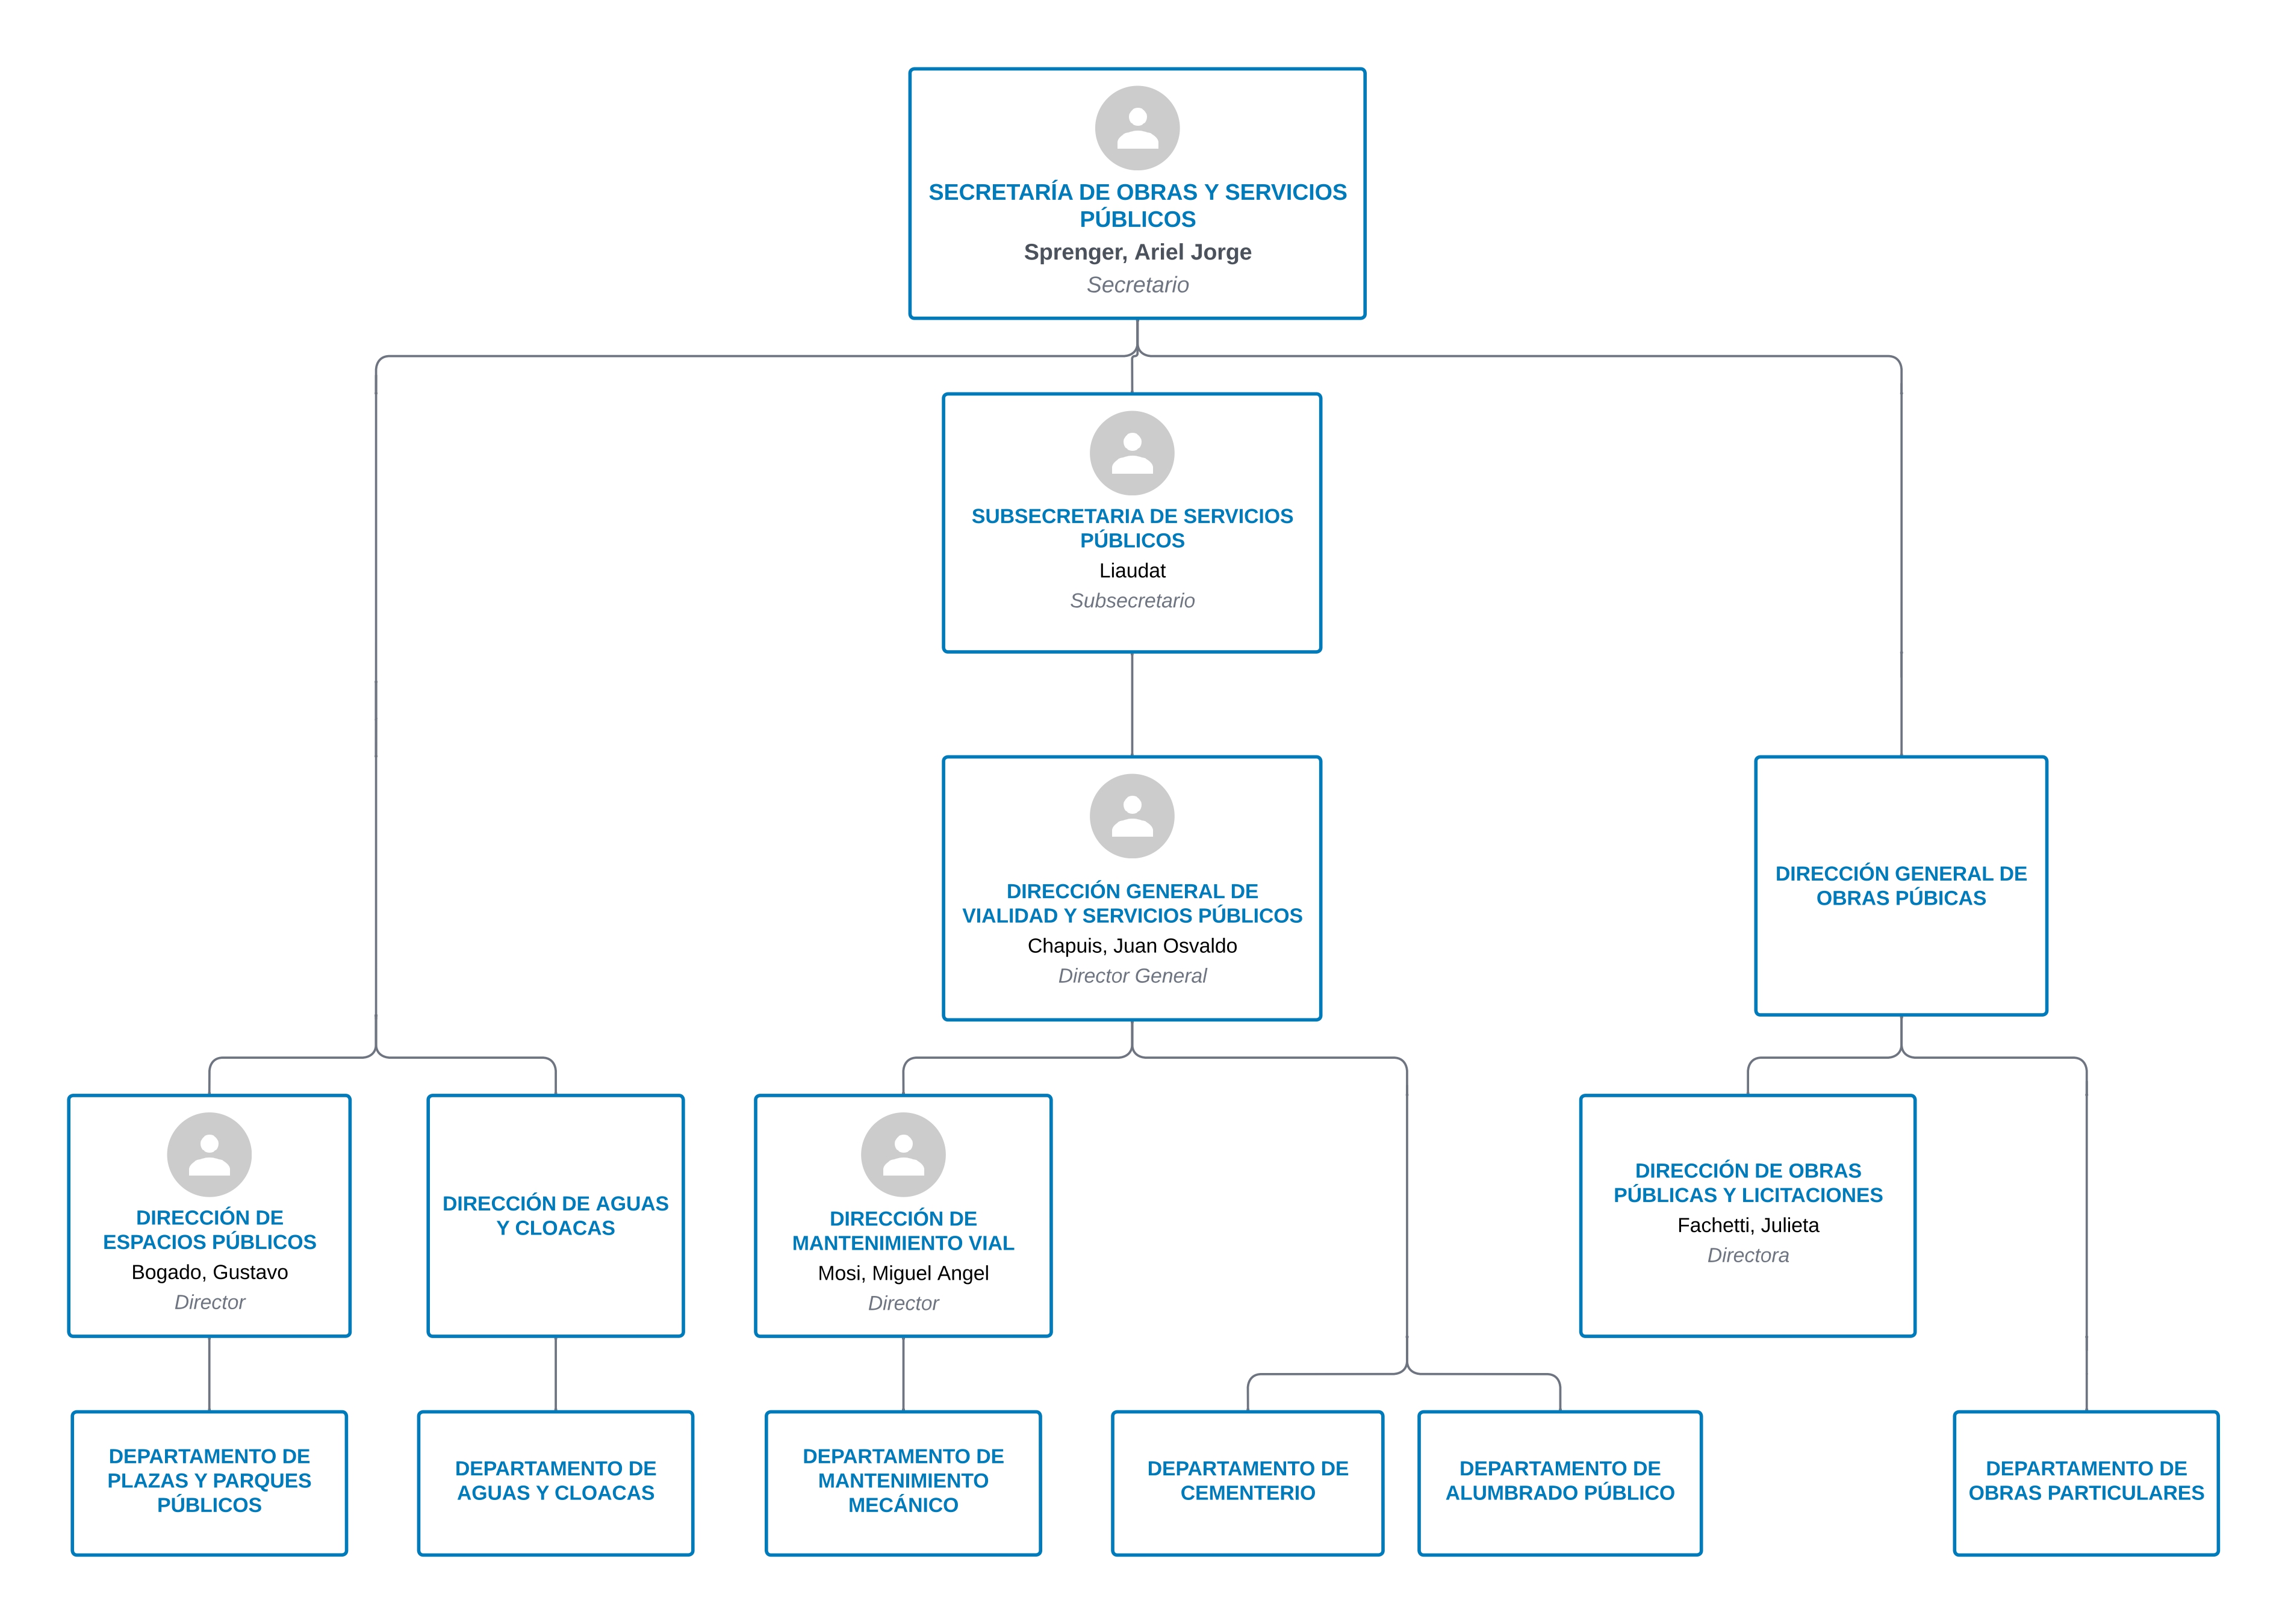 SECRETARÍA DE OBRAS Y SERVICIOS
PÚBLICOS
Sprenger, Ariel Jorge
Secretario
SUBSECRETARIA DE SERVICIOS
PÚBLICOS
Liaudat
Subsecretario
DIRECCIÓN GENERAL DE
VIALIDAD Y SERVICIOS PÚBLICOS
Chapuis, Juan Osvaldo
Director General
DIRECCIÓN GENERAL DE
OBRAS PÚBICAS
DIRECCIÓN DE
ESPACIOS PÚBLICOS
Bogado, Gustavo
Director
DIRECCIÓN DE AGUAS
Y CLOACAS
DIRECCIÓN DE
MANTENIMIENTO VIAL
Mosi, Miguel Angel
Director
DIRECCIÓN DE OBRAS
PÚBLICAS Y LICITACIONES
Fachetti, Julieta
Directora
DEPARTAMENTO DE
PLAZAS Y PARQUES
PÚBLICOS
DEPARTAMENTO DE
AGUAS Y CLOACAS
DEPARTAMENTO DE
MANTENIMIENTO
MECÁNICO
DEPARTAMENTO DE
CEMENTERIO
DEPARTAMENTO DE
ALUMBRADO PÚBLICO
DEPARTAMENTO DE
OBRAS PARTICULARES